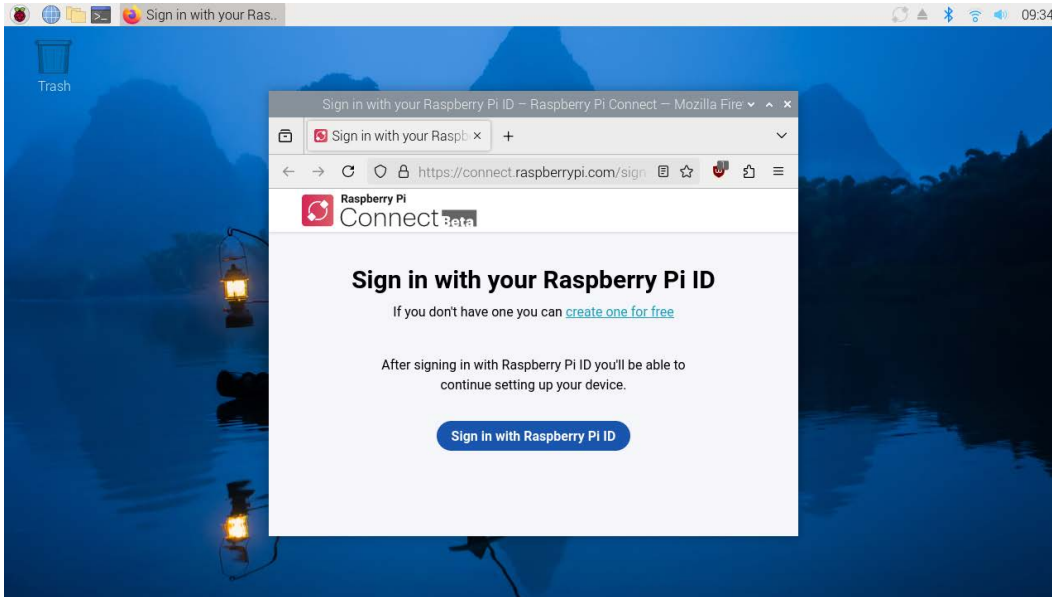 Sign in with your Ras..
09:34
Trash
Sign in with your Raspberry Pi ID – Raspberry Pi Connect — Mozilla Fire
Sign in with your Raspb
https://connect.raspberrypi.com/sign
Raspberry Pi
Connect Beta
Sign in with your Raspberry Pi ID
If you don't have one you can create one for free
After signing in with Raspberry Pi ID you'll be able to
continue setting up your device.
Sign in with Raspberry Pi ID